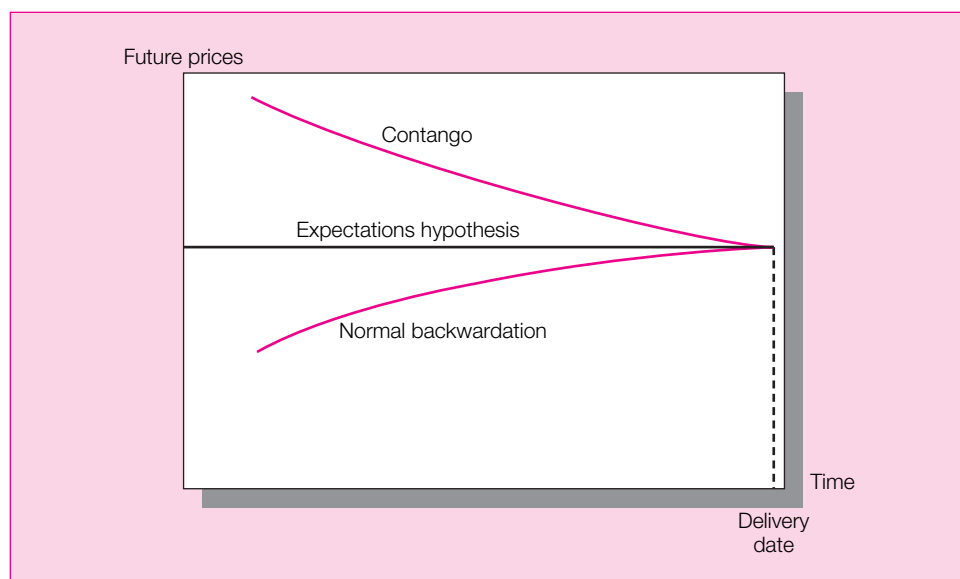 Future prices
Contango
Expectations hypothesis
Normal backwardation
Time
Delivery
date